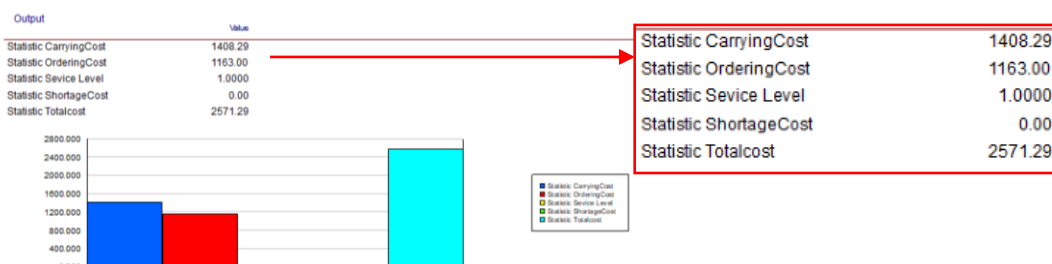 Output
Value
Statistic CarryingCost 1408.29
Statistic OrderingCost 1163.00
Statistic Sevice Level 1.0000
Statistic ShortageCost 0.00
Statistic Totalcost 2571.29
Statistic CarryingCost 1408.29
Statistic OrderingCost 1163.00
Statistic Sevice Level 1.0000
Statistic ShortageCost 0.00
Statistic Totalcost 2571.29
2800.000
2400.000
2000.000
1600.000
1200.000
800.000
400.000
Statistic CarryingCost
Statistic OrderingCost
Statistic Sevice Level
Statistic ShortageCost
Statistic Totalcost